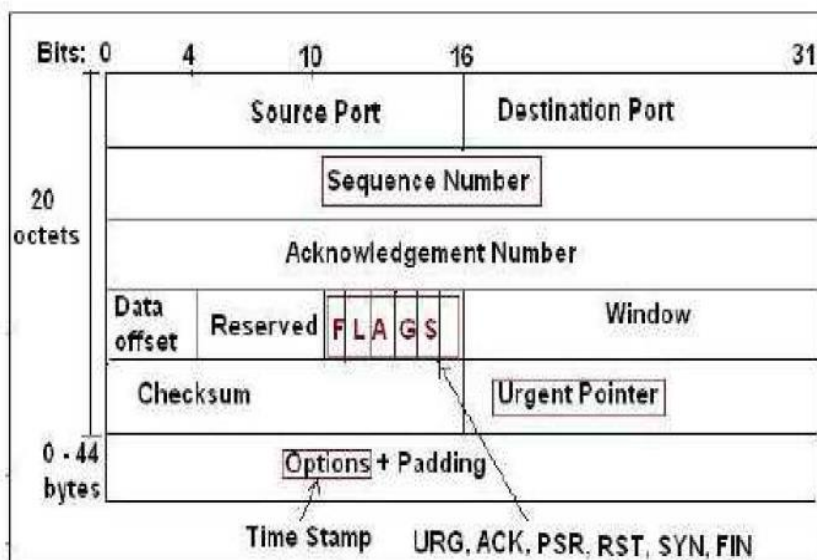 Bits: 0 4 10 16 31
Source Port Destination Port
Sequence Number
20 octets
Acknowledgement Number
Data offset Reserved F L A G S Window
Checksum Urgent Pointer
0 - 44 bytes
Options + Padding
Time Stamp URG, ACK, PSR, RST, SYN, FIN